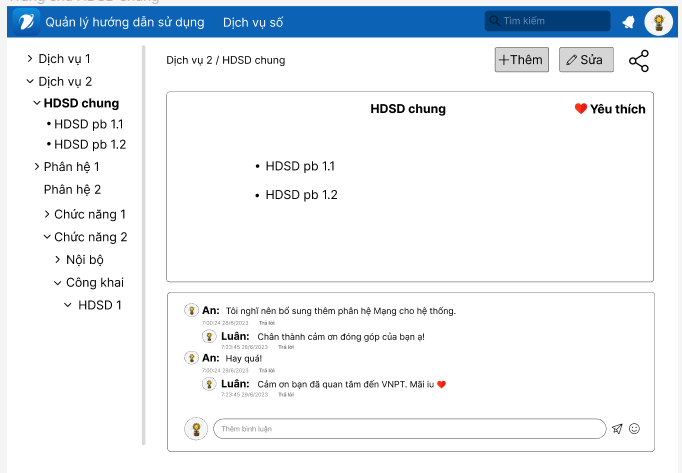 Trang chủ HDSD Chung
Quản lý hướng dẫn sử dụng Dịch vụ số Tìm kiếm
Dịch vụ 1
Dịch vụ 2
HDSD chung
• HDSD pb 1.1
• HDSD pb 1.2
Phân hệ 1
Phân hệ 2
Chức năng 1
Chức năng 2
Nội bộ
Công khai
HDSD 1
Dịch vụ 2 / HDSD chung
+Thêm
Sửa
HDSD chung
❤ Yêu thích
• HDSD pb 1.1
• HDSD pb 1.2
An: Tôi nghĩ nên bổ sung thêm phân hệ Mạng cho hệ thống.
7:00:24 28/6/2023 Trả lời
Luân: Chân thành cảm ơn đóng góp của bạn ạ!
7:23:45 28/6/2023 Trả lời
An: Hay quá!
7:00:24 29/6/2023 Trả lời
Luân: Cảm ơn bạn đã quan tâm đến VNPT. Mãi iu ❤
7:23:45 29/6/2023 Trả lời
Thêm bình luận